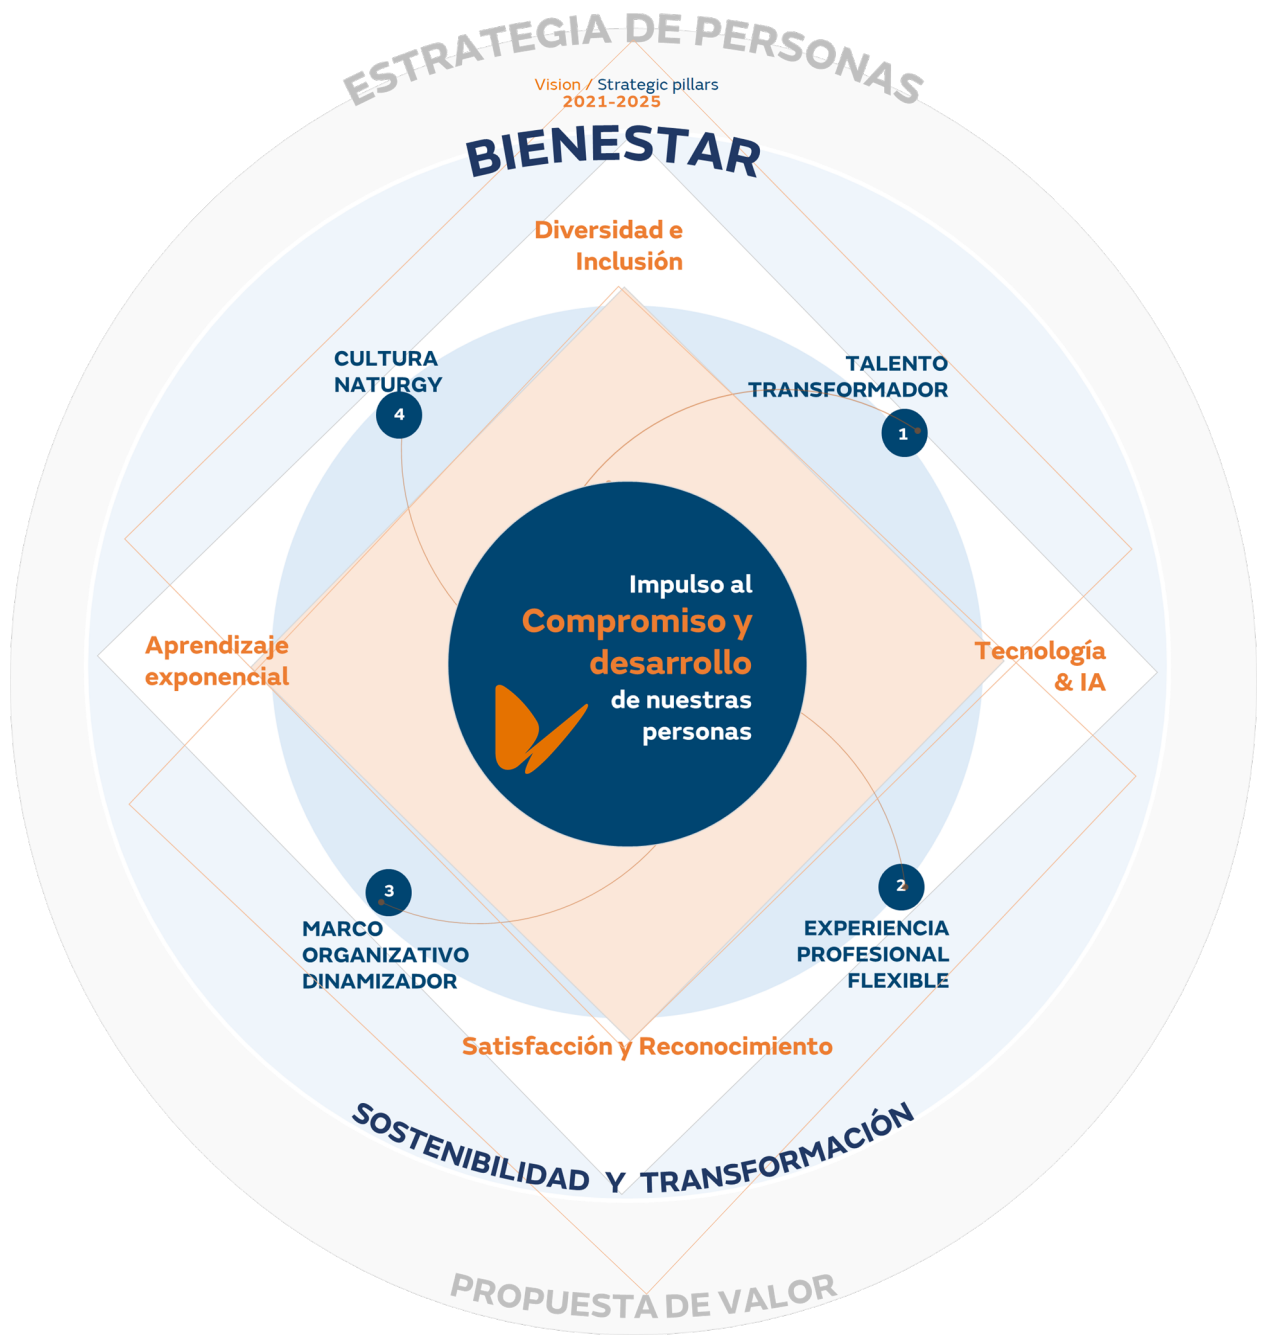 ESTRATEGIA DE PERSONAS
Vision / Strategic pillars
2021-2025
BIENESTAR
Diversidad e
Inclusión
CULTURA
NATURGY
4
TALENTO
TRANSFORMADOR
1
Impulso al
Compromiso y
desarrollo
de nuestras
personas
Aprendizaje
exponencial
Tecnología
& IA
3
MARCO
ORGANIZATIVO
DINAMIZADOR
2
EXPERIENCIA
PROFESIONAL
FLEXIBLE
Satisfacción y Reconocimiento
SOSTENIBILIDAD Y TRANSFORMACIÓN
PROPUESTA DE VALOR